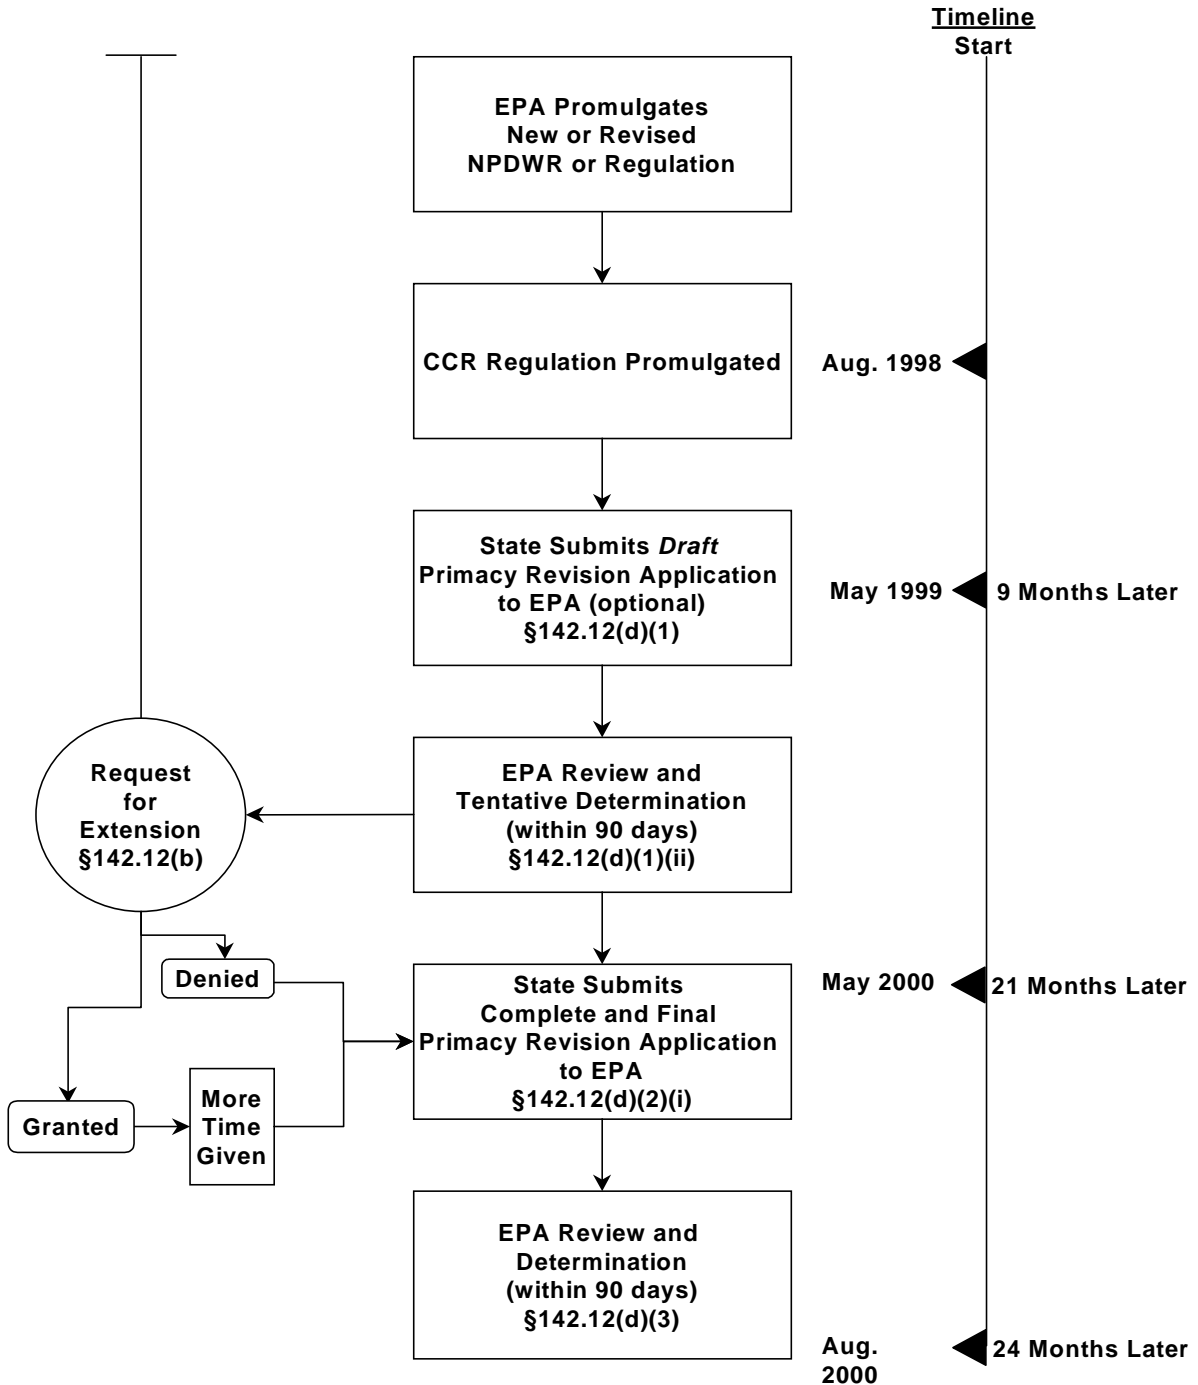 Timeline
Start
EPA Promulgates
New or Revised
NPDWR or Regulation
CCR Regulation Promulgated
Aug. 1998
State Submits Draft
Primacy Revision Application
to EPA (optional)
§142.12(d)(1)
May 1999
9 Months Later
Request
for
Extension
§142.12(b)
EPA Review and
Tentative Determination
(within 90 days)
§142.12(d)(1)(ii)
Denied
Granted
More
Time
Given
State Submits
Complete and Final
Primacy Revision Application
to EPA
§142.12(d)(2)(i)
May 2000
21 Months Later
EPA Review and
Determination
(within 90 days)
§142.12(d)(3)
Aug.
2000
24 Months Later